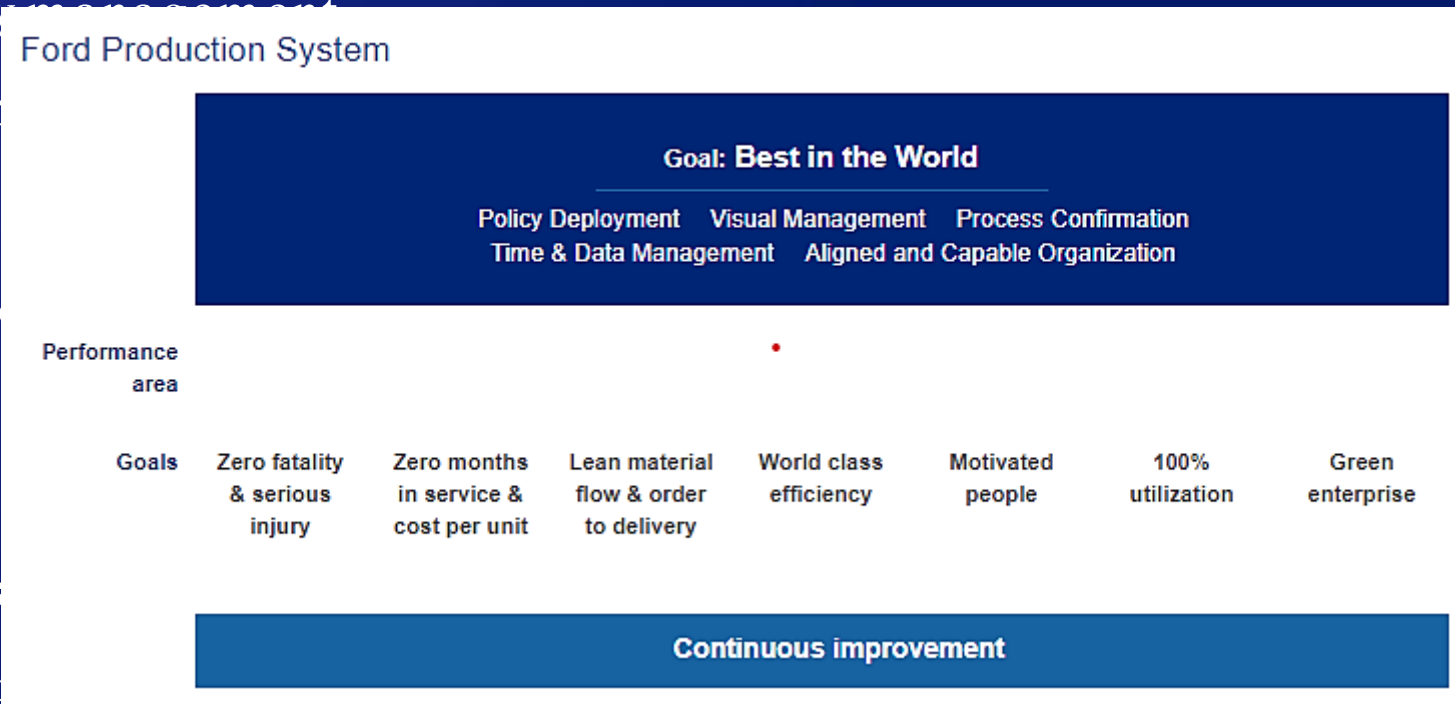 management
Ford Production System
Goal: Best in the World
Policy Deployment Visual Management Process Confirmation
Time & Data Management Aligned and Capable Organization
Performance
area
Goals
Zero fatality
& serious
injury
Zero months
in service &
cost per unit
Lean material
flow & order
to delivery
World class
efficiency
Motivated
people
100%
utilization
Green
enterprise
Continuous improvement